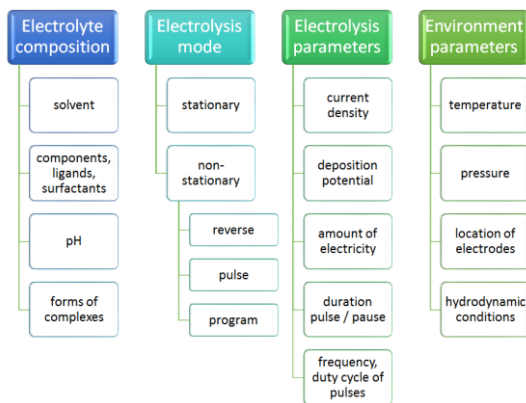 Electrolyte
composition
solvent
components,
ligands,
surfactants
pH
forms of
complexes
Electrolysis
mode
stationary
non-
stationary
reverse
pulse
program
Electrolysis
parameters
current
density
deposition
potential
amount of
electricity
duration
pulse / pause
frequency,
duty cycle of
pulses
Environment
parameters
temperature
pressure
location of
electrodes
hydrodynamic
conditions